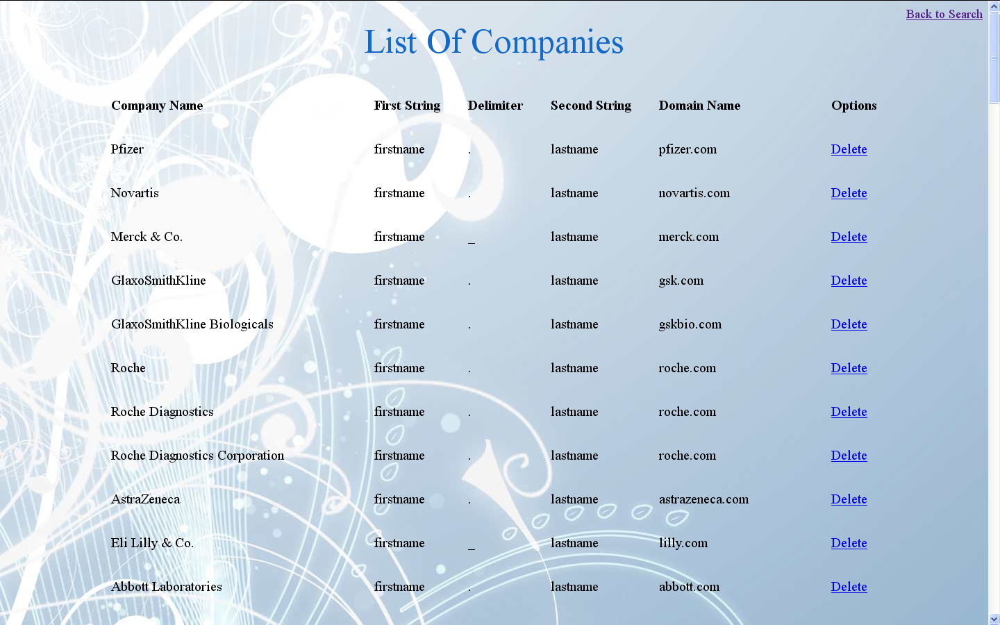 Back to Search
List Of Companies
Company Name First String Delimiter Second String Domain Name Options
Pfizer firstname . lastname pfizer.com Delete
Novartis firstname . lastname novartis.com Delete
Merck & Co. firstname _ lastname merck.com Delete
GlaxoSmithKline firstname . lastname gsk.com Delete
GlaxoSmithKline Biologicals firstname . lastname gskbio.com Delete
Roche firstname . lastname roche.com Delete
Roche Diagnostics firstname . lastname roche.com Delete
Roche Diagnostics Corporation firstname . lastname roche.com Delete
AstraZeneca firstname . lastname astrazeneca.com Delete
Eli Lilly & Co. firstname _ lastname lilly.com Delete
Abbott Laboratories firstname . lastname abbott.com Delete